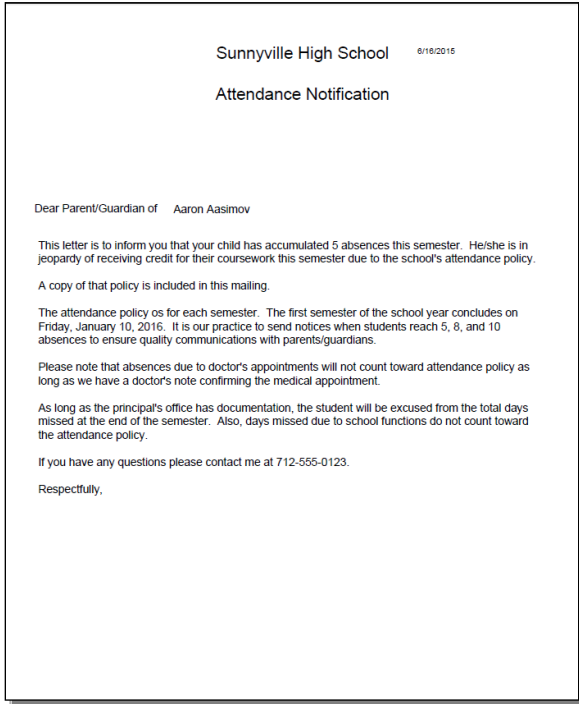 Sunnyville High School 6/16/2015
Attendance Notification
Dear Parent/Guardian of Aaron Aasimov
This letter is to inform you that your child has accumulated 5 absences this semester. He/she is in
jeopardy of receiving credit for their coursework this semester due to the school's attendance policy.
A copy of that policy is included in this mailing.
The attendance policy os for each semester. The first semester of the school year concludes on
Friday, January 10, 2016. It is our practice to send notices when students reach 5, 8, and 10
absences to ensure quality communications with parents/guardians.
Please note that absences due to doctor's appointments will not count toward attendance policy as
long as we have a doctor's note confirming the medical appointment.
As long as the principal's office has documentation, the student will be excused from the total days
missed at the end of the semester. Also, days missed due to school functions do not count toward
the attendance policy.
If you have any questions please contact me at 712-555-0123.
Respectfully,